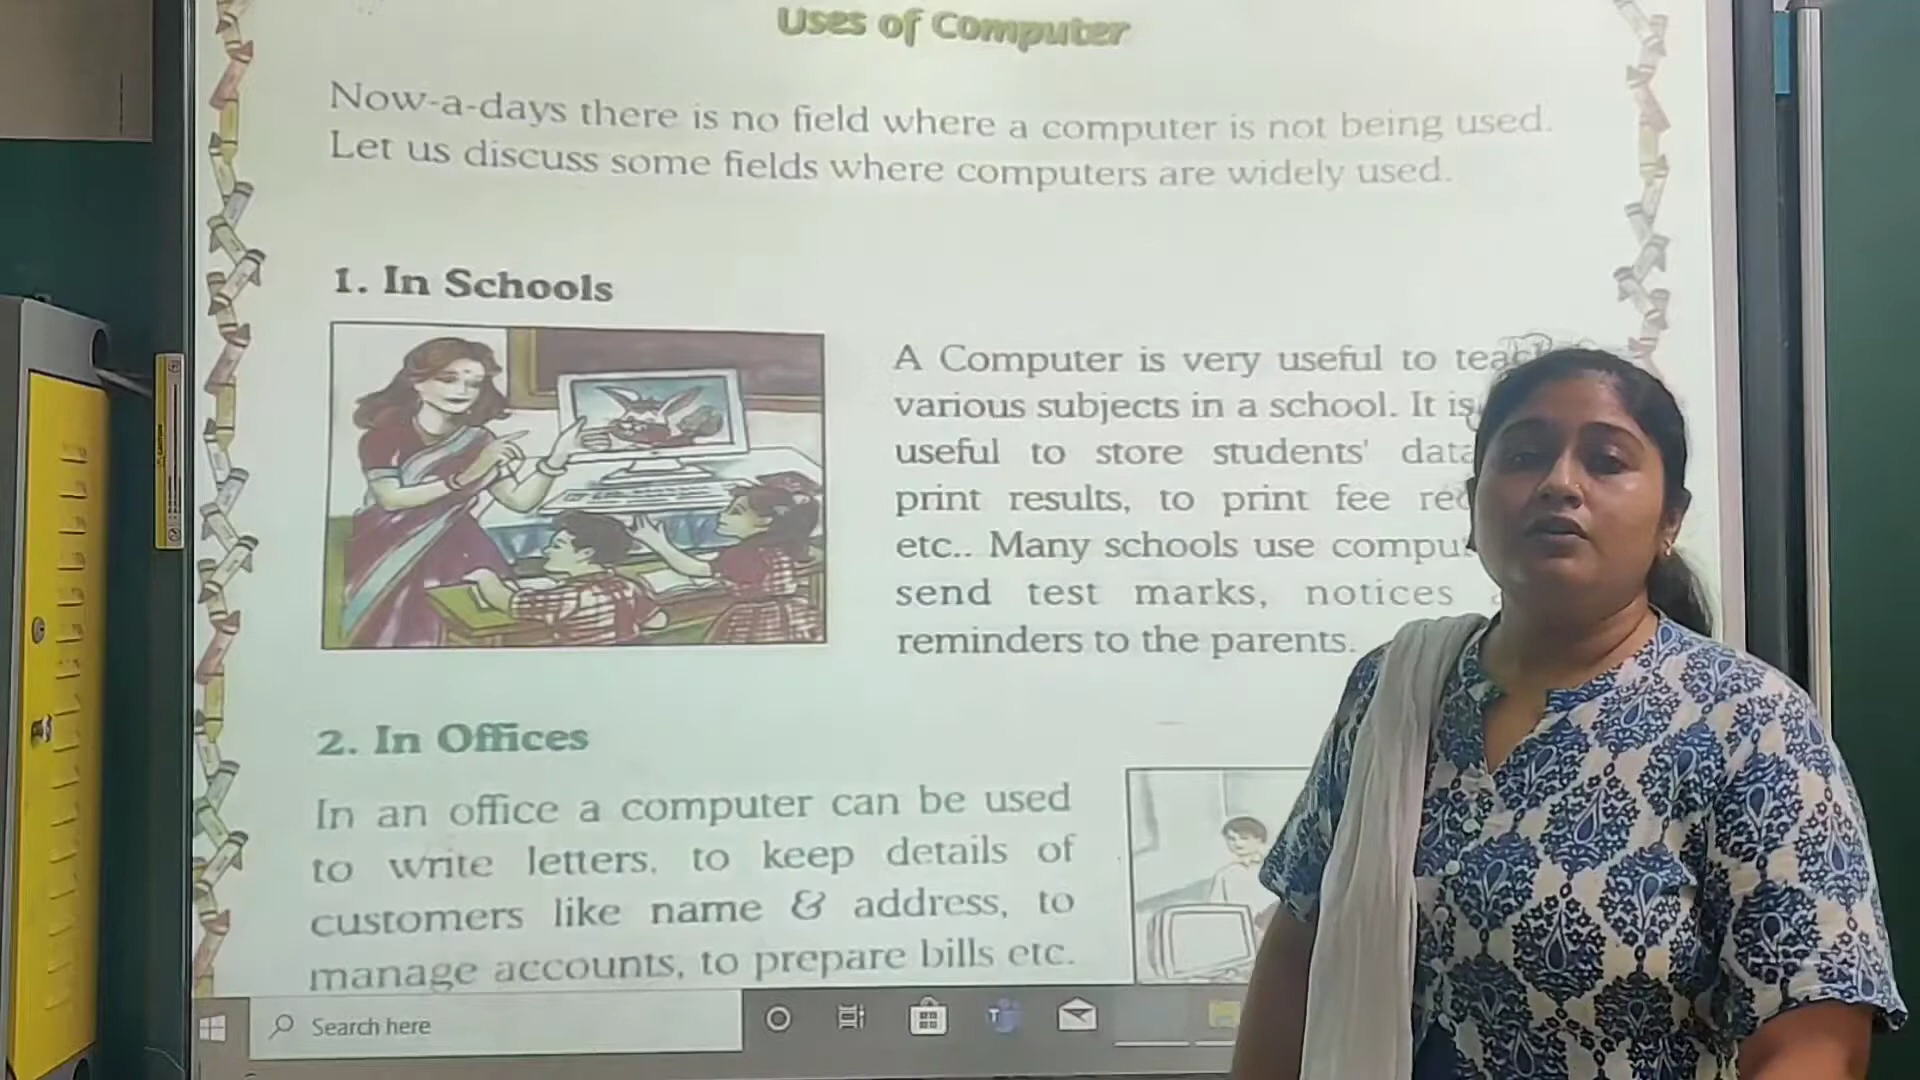 Uses of Computer
Now-a-days there is no field where a computer is not being used.
Let us discuss some fields where computers are widely used.
1. In Schools
A Computer is very useful to
various subjects in a school. It is
useful to store students'
print results, to print fee
etc.. Many schools use
send test marks, notices
reminders to the parents.
2. In Offices
In an office a computer can be used
to write letters, to keep details of
customers like name & address, to
manage accounts, to prepare bills etc.
Search here